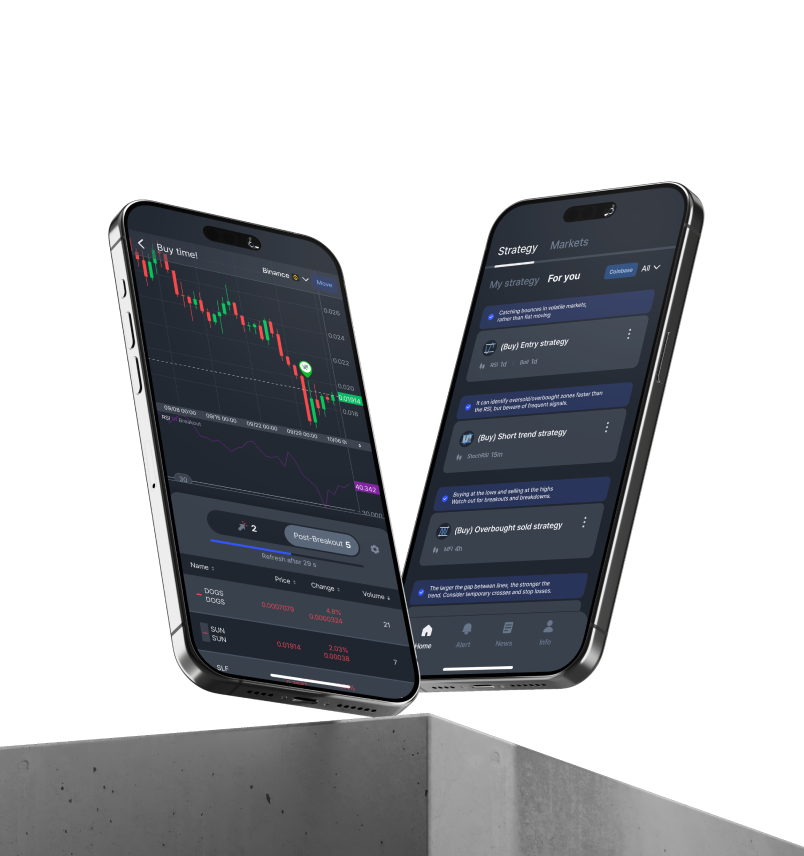 Buy time!
Binance
Move
0.026
0.024
0.022
0.020
0.01914
0.018
09/08 00:00
09/15 00:00
09/22 00:00
09/29 00:00
10/06
RSI
Breakout
30
40.342
30.000
2
Post-Breakout 5
Refresh after 29 s
Name
Price
Change
Volume
DOGS
DOGS
0.0007079
4.6%
0.0000324
21
SUN
SUN
0.01914
2.03%
0.00038
7
SLF
Strategy
Markets
My strategy
For you
Coinbase
All
Catching bounces in volatile markets,
rather than flat moving
(Buy) Entry strategy
RSI 1d
Boll 1d
It can identify oversold/overbought zones faster than
the RSI, but beware of frequent signals.
(Buy) Short trend strategy
StochRSI 15m
Buying at the lows and selling at the highs
Watch out for breakouts and breakdowns.
(Buy) Overbought sold strategy
MFI 4h
The larger the gap between lines, the stronger the
trend. Consider temporary crosses and stop losses.
Home
Alert
News
Info